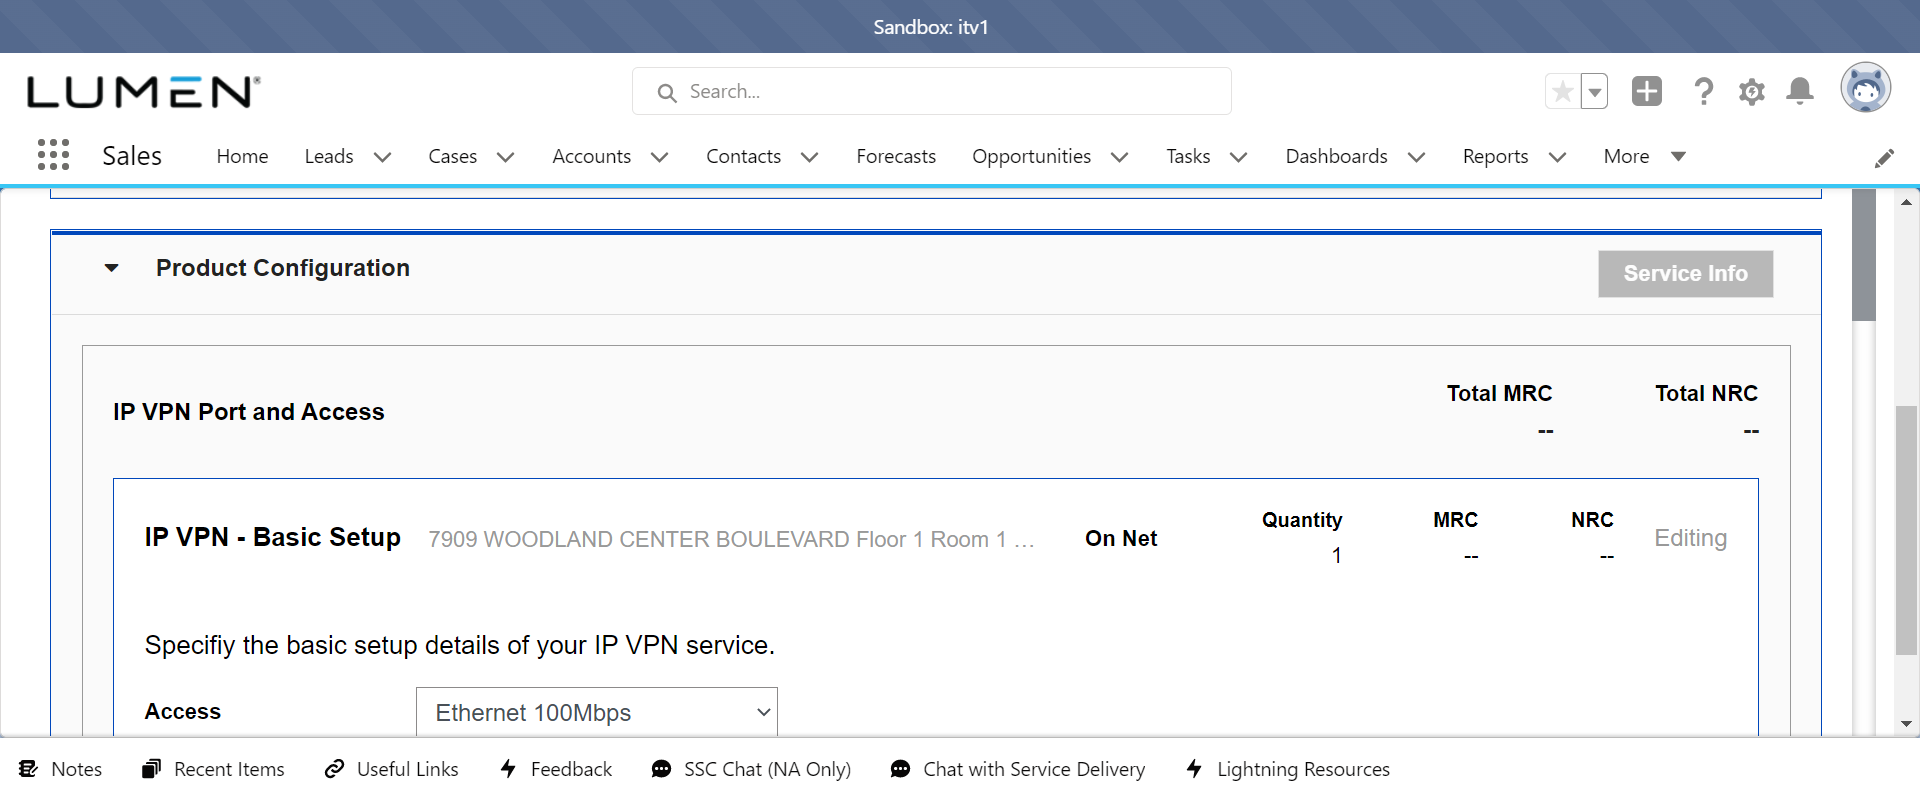 Sandbox: itv1
LUMEN®
Search...
Sales Home Leads Cases Accounts Contacts Forecasts Opportunities Tasks Dashboards Reports More
Product Configuration Service Info
IP VPN Port and Access Total MRC Total NRC
-- --
IP VPN - Basic Setup 7909 WOODLAND CENTER BOULEVARD Floor 1 Room 1 ... On Net Quantity MRC NRC Editing
1 -- --
Specifiy the basic setup details of your IP VPN service.
Access Ethernet 100Mbps
Notes Recent Items Useful Links Feedback SSC Chat (NA Only) Chat with Service Delivery Lightning Resources